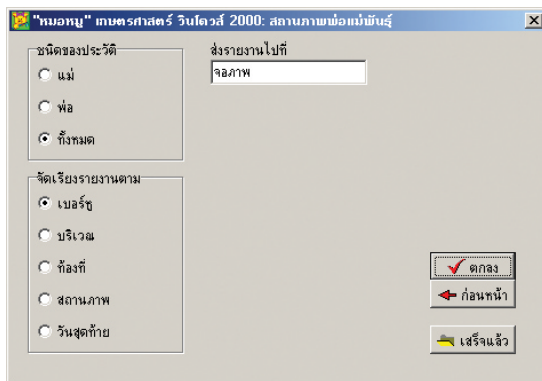 "หมอหมู" เกษตรศาสตร์ วินโดวส์ 2000: สถานภาพพ่อแม่พันธุ์
ชนิดของประวัติ
แม่
พ่อ
ทั้งหมด
ส่งรายงานไปที่
จอภาพ
จัดเรียงรายงานตาม
เบอร์หู
บริเวณ
ท้องที่
สถานภาพ
วันสุดท้าย
ตกลง
ก่อนหน้า
เสร็จแล้ว